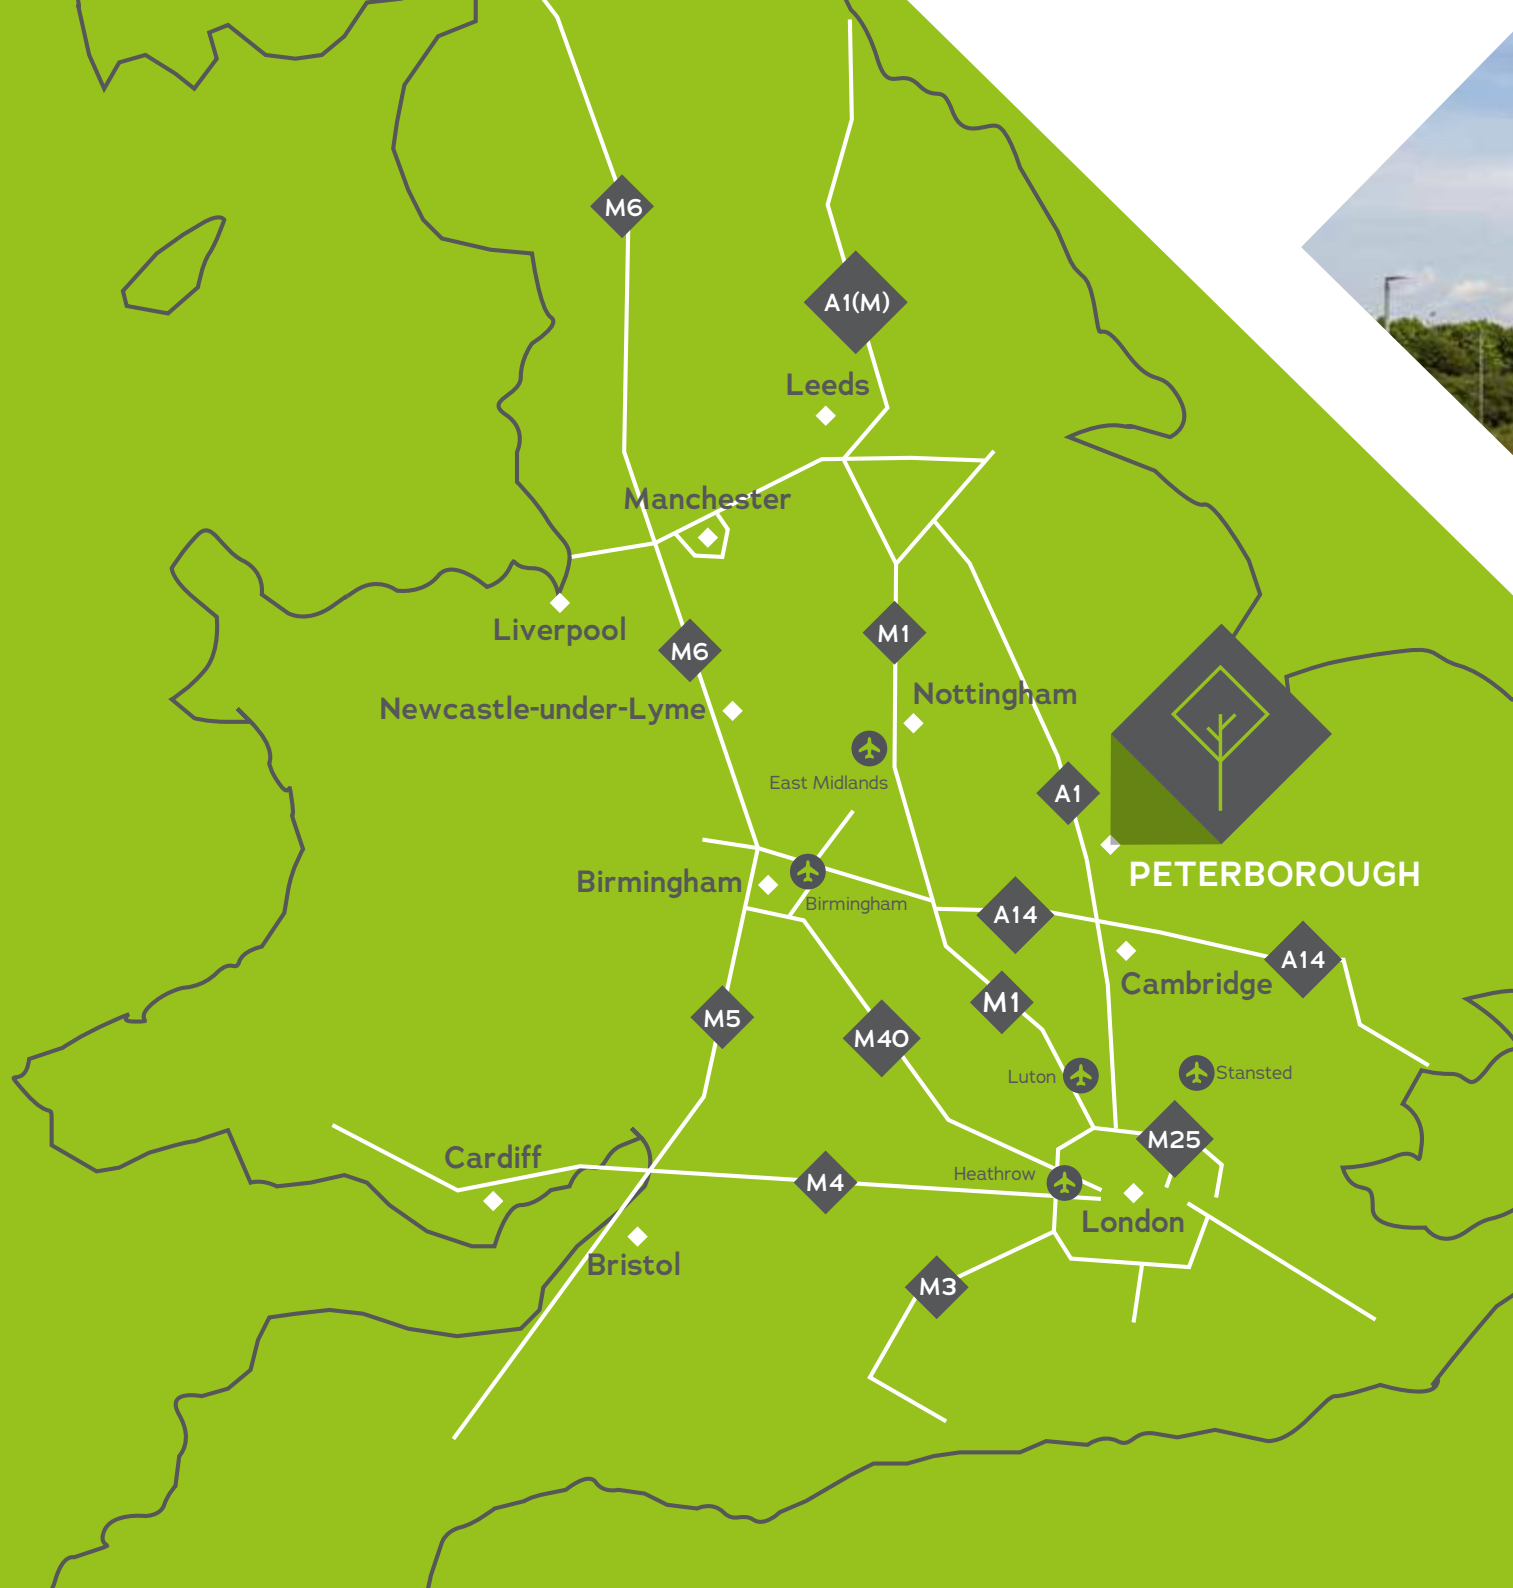 M6
A1(M)
Leeds
Manchester
Liverpool
M1
M6
Nottingham
Newcastle-under-Lyme
East Midlands
A1
PETERBOROUGH
Birmingham
Birmingham
A14
A14
Cambridge
M1
M5
M40
Luton
Stansted
M25
Cardiff
Heathrow
M4
London
Bristol
M3